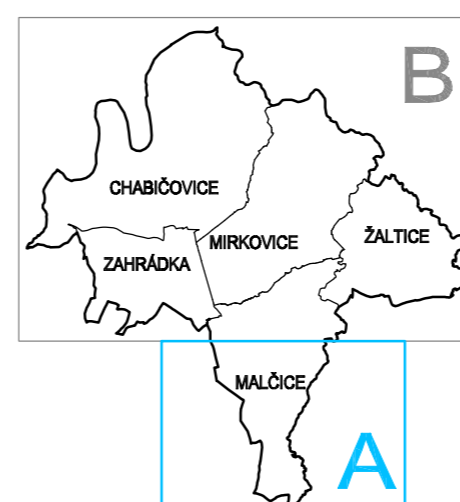 B
CHABIČOVICE
ŽALTICE
MIRKOVICE
ZAHRÁDKA
MALČICE
A